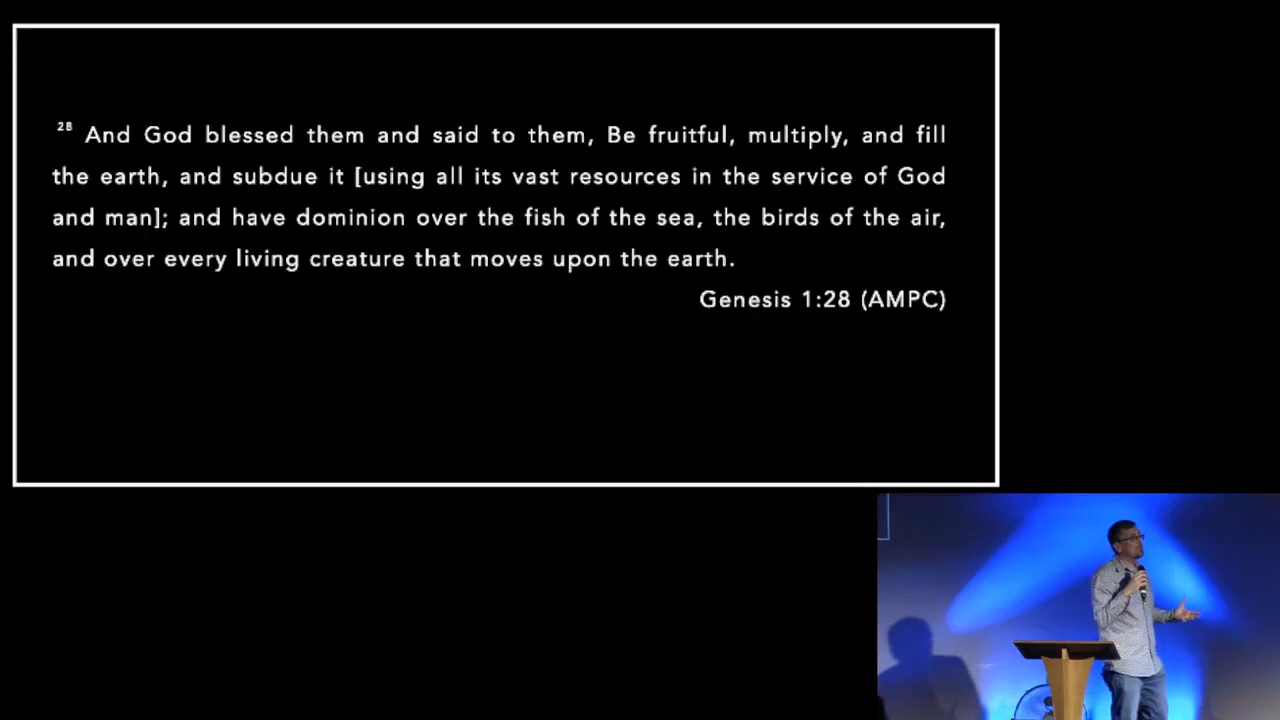 28 And God blessed them and said to them, Be fruitful, multiply, and fill
the earth, and subdue it [using all its vast resources in the service of God
and man]; and have dominion over the fish of the sea, the birds of the air,
and over every living creature that moves upon the earth.
Genesis 1:28 (AMPC)